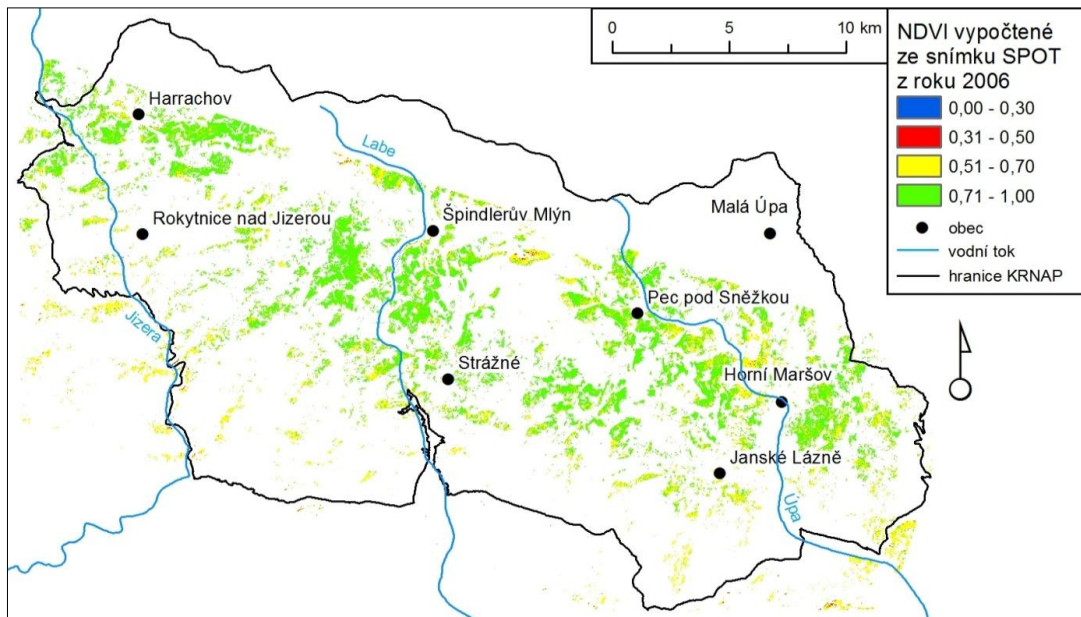 0 5 10 km
NDVI vypočtené
ze snímku SPOT
z roku 2006
0,00 - 0,30
0,31 - 0,50
0,51 - 0,70
0,71 - 1,00
obec
vodní tok
hranice KRNAP
Harrachov
Labe
Rokytnice nad Jizerou
Špindlerův Mlýn
Malá Úpa
Pec pod Sněžkou
Jizera
Strážné
Horní Maršov
Janské Lázně
Úpa